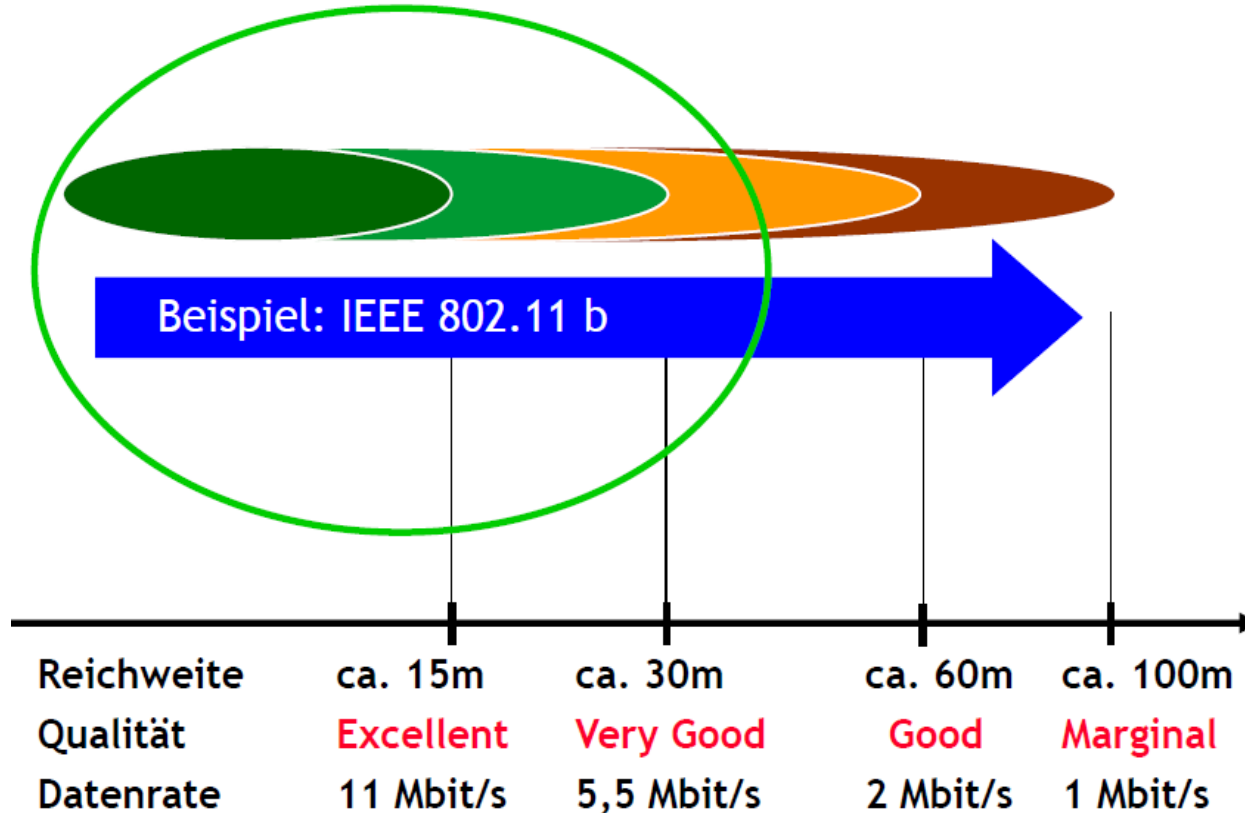 Beispiel: IEEE 802.11 b
Reichweite ca. 15m ca. 30m ca. 60m ca. 100m
Qualität Excellent Very Good Good Marginal
Datenrate 11 Mbit/s 5,5 Mbit/s 2 Mbit/s 1 Mbit/s